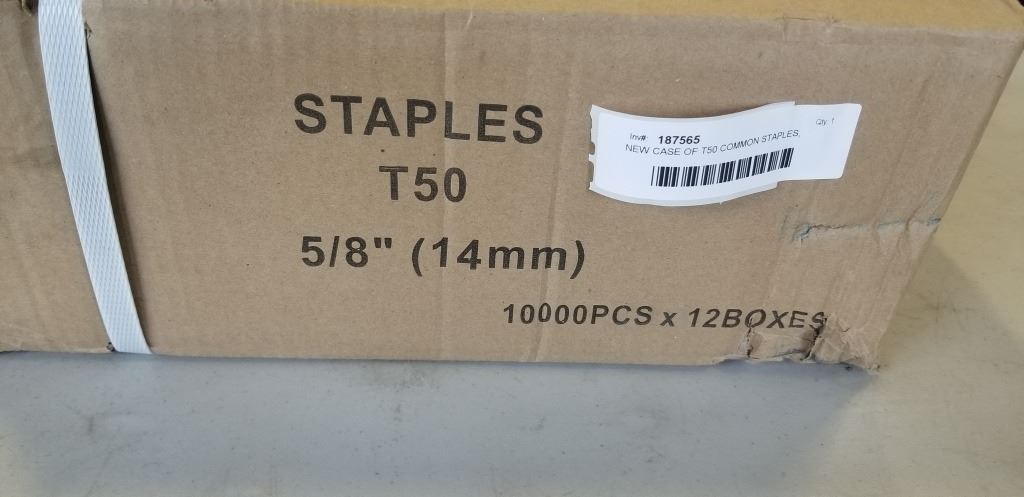 STAPLES
T50
5/8" (14mm)
10000PCS x 12BOXES
Inv#: 187565
Qty: 1
NEW CASE OF T50 COMMON STAPLES,